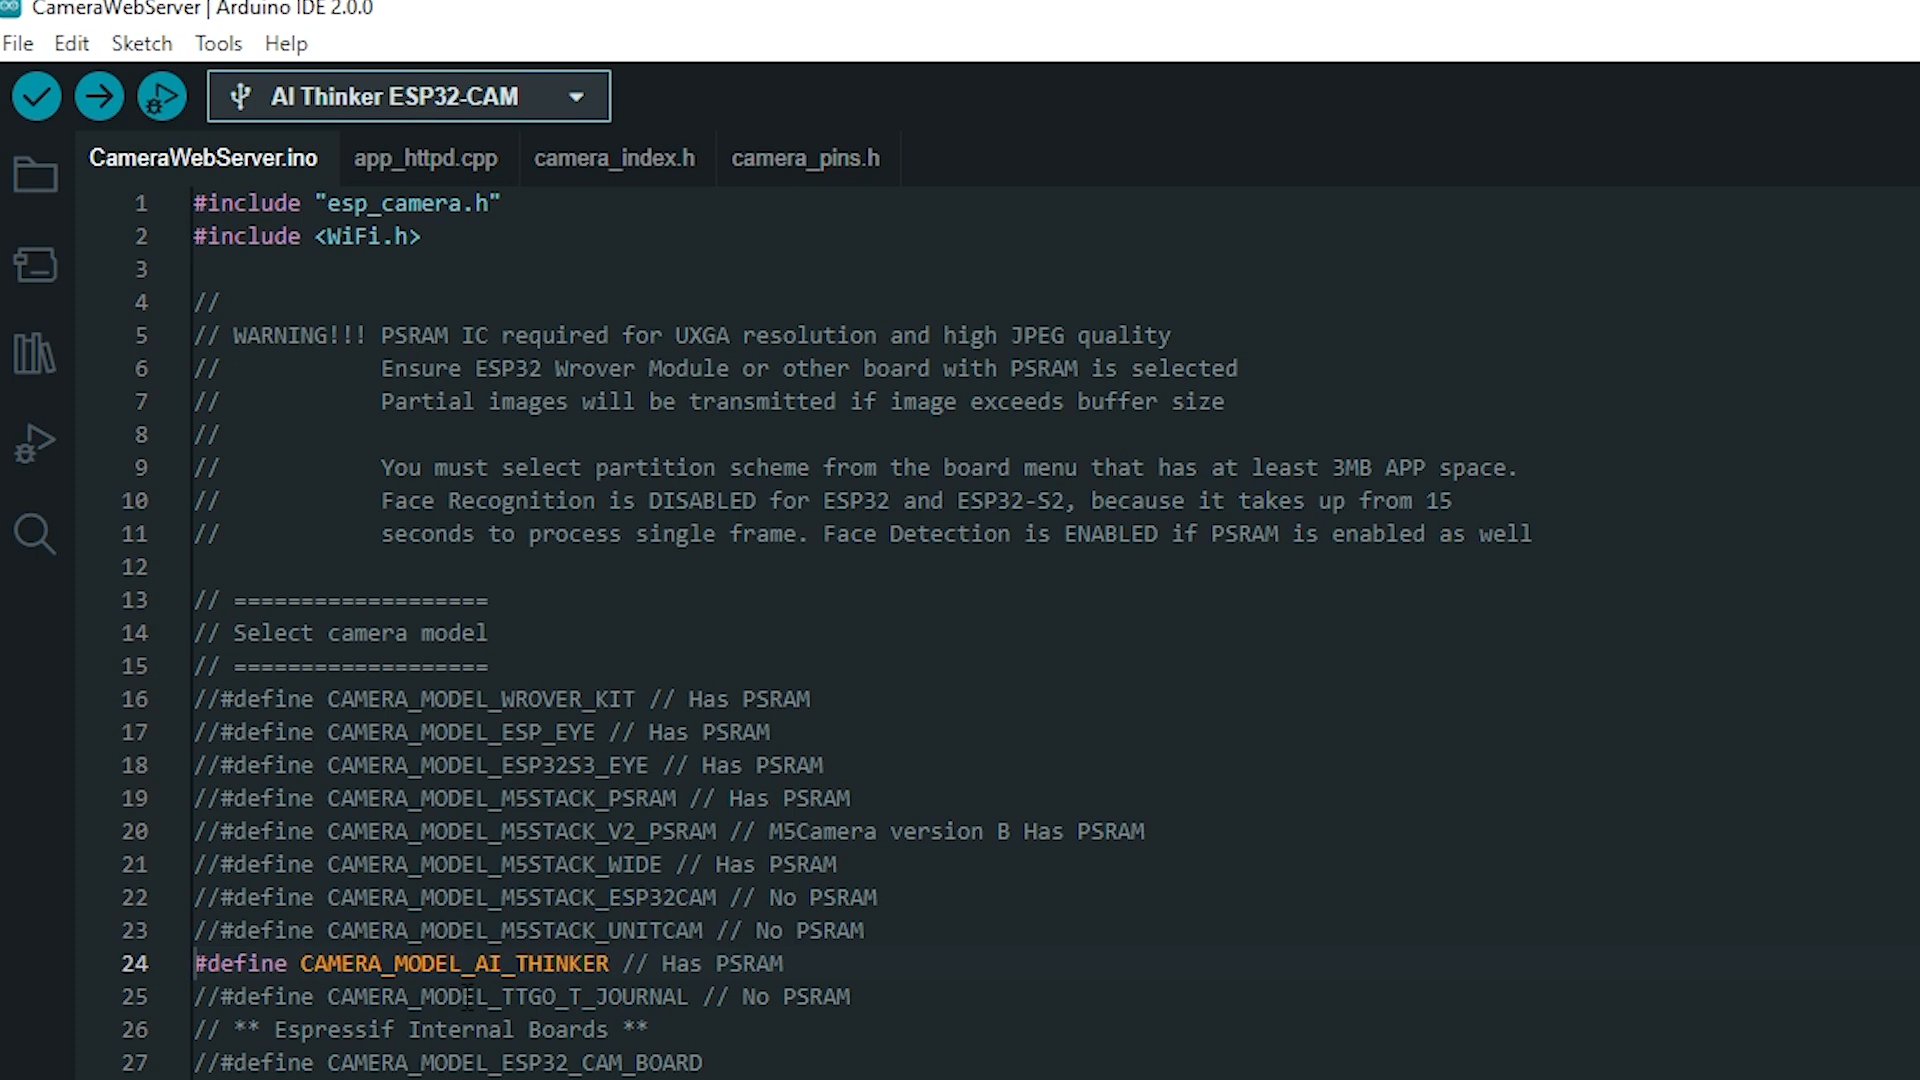 CameraWebServer | Arduino IDE 2.0.0
File Edit Sketch Tools Help
AI Thinker ESP32-CAM
CameraWebServer.ino app_httpd.cpp camera_index.h camera_pins.h
1 #include "esp_camera.h"
2 #include <WiFi.h>
3
4 //
5 // WARNING!!! PSRAM IC required for UXGA resolution and high JPEG quality
6 //            Ensure ESP32 Wrover Module or other board with PSRAM is selected
7 //            Partial images will be transmitted if image exceeds buffer size
8 //
9 //            You must select partition scheme from the board menu that has at least 3MB APP space.
10 //            Face Recognition is DISABLED for ESP32 and ESP32-S2, because it takes up from 15
11 //            seconds to process single frame. Face Detection is ENABLED if PSRAM is enabled as well
12
13 // ===================
14 // Select camera model
15 // ===================
16 //#define CAMERA_MODEL_WROVER_KIT // Has PSRAM
17 //#define CAMERA_MODEL_ESP_EYE // Has PSRAM
18 //#define CAMERA_MODEL_ESP32S3_EYE // Has PSRAM
19 //#define CAMERA_MODEL_M5STACK_PSRAM // Has PSRAM
20 //#define CAMERA_MODEL_M5STACK_V2_PSRAM // M5Camera version B Has PSRAM
21 //#define CAMERA_MODEL_M5STACK_WIDE // Has PSRAM
22 //#define CAMERA_MODEL_M5STACK_ESP32CAM // No PSRAM
23 //#define CAMERA_MODEL_M5STACK_UNITCAM // No PSRAM
24 #define CAMERA_MODEL_AI_THINKER // Has PSRAM
25 //#define CAMERA_MODEL_TTGO_T_JOURNAL // No PSRAM
26 // ** Espressif Internal Boards **
27 //#define CAMERA_MODEL_ESP32_CAM_BOARD